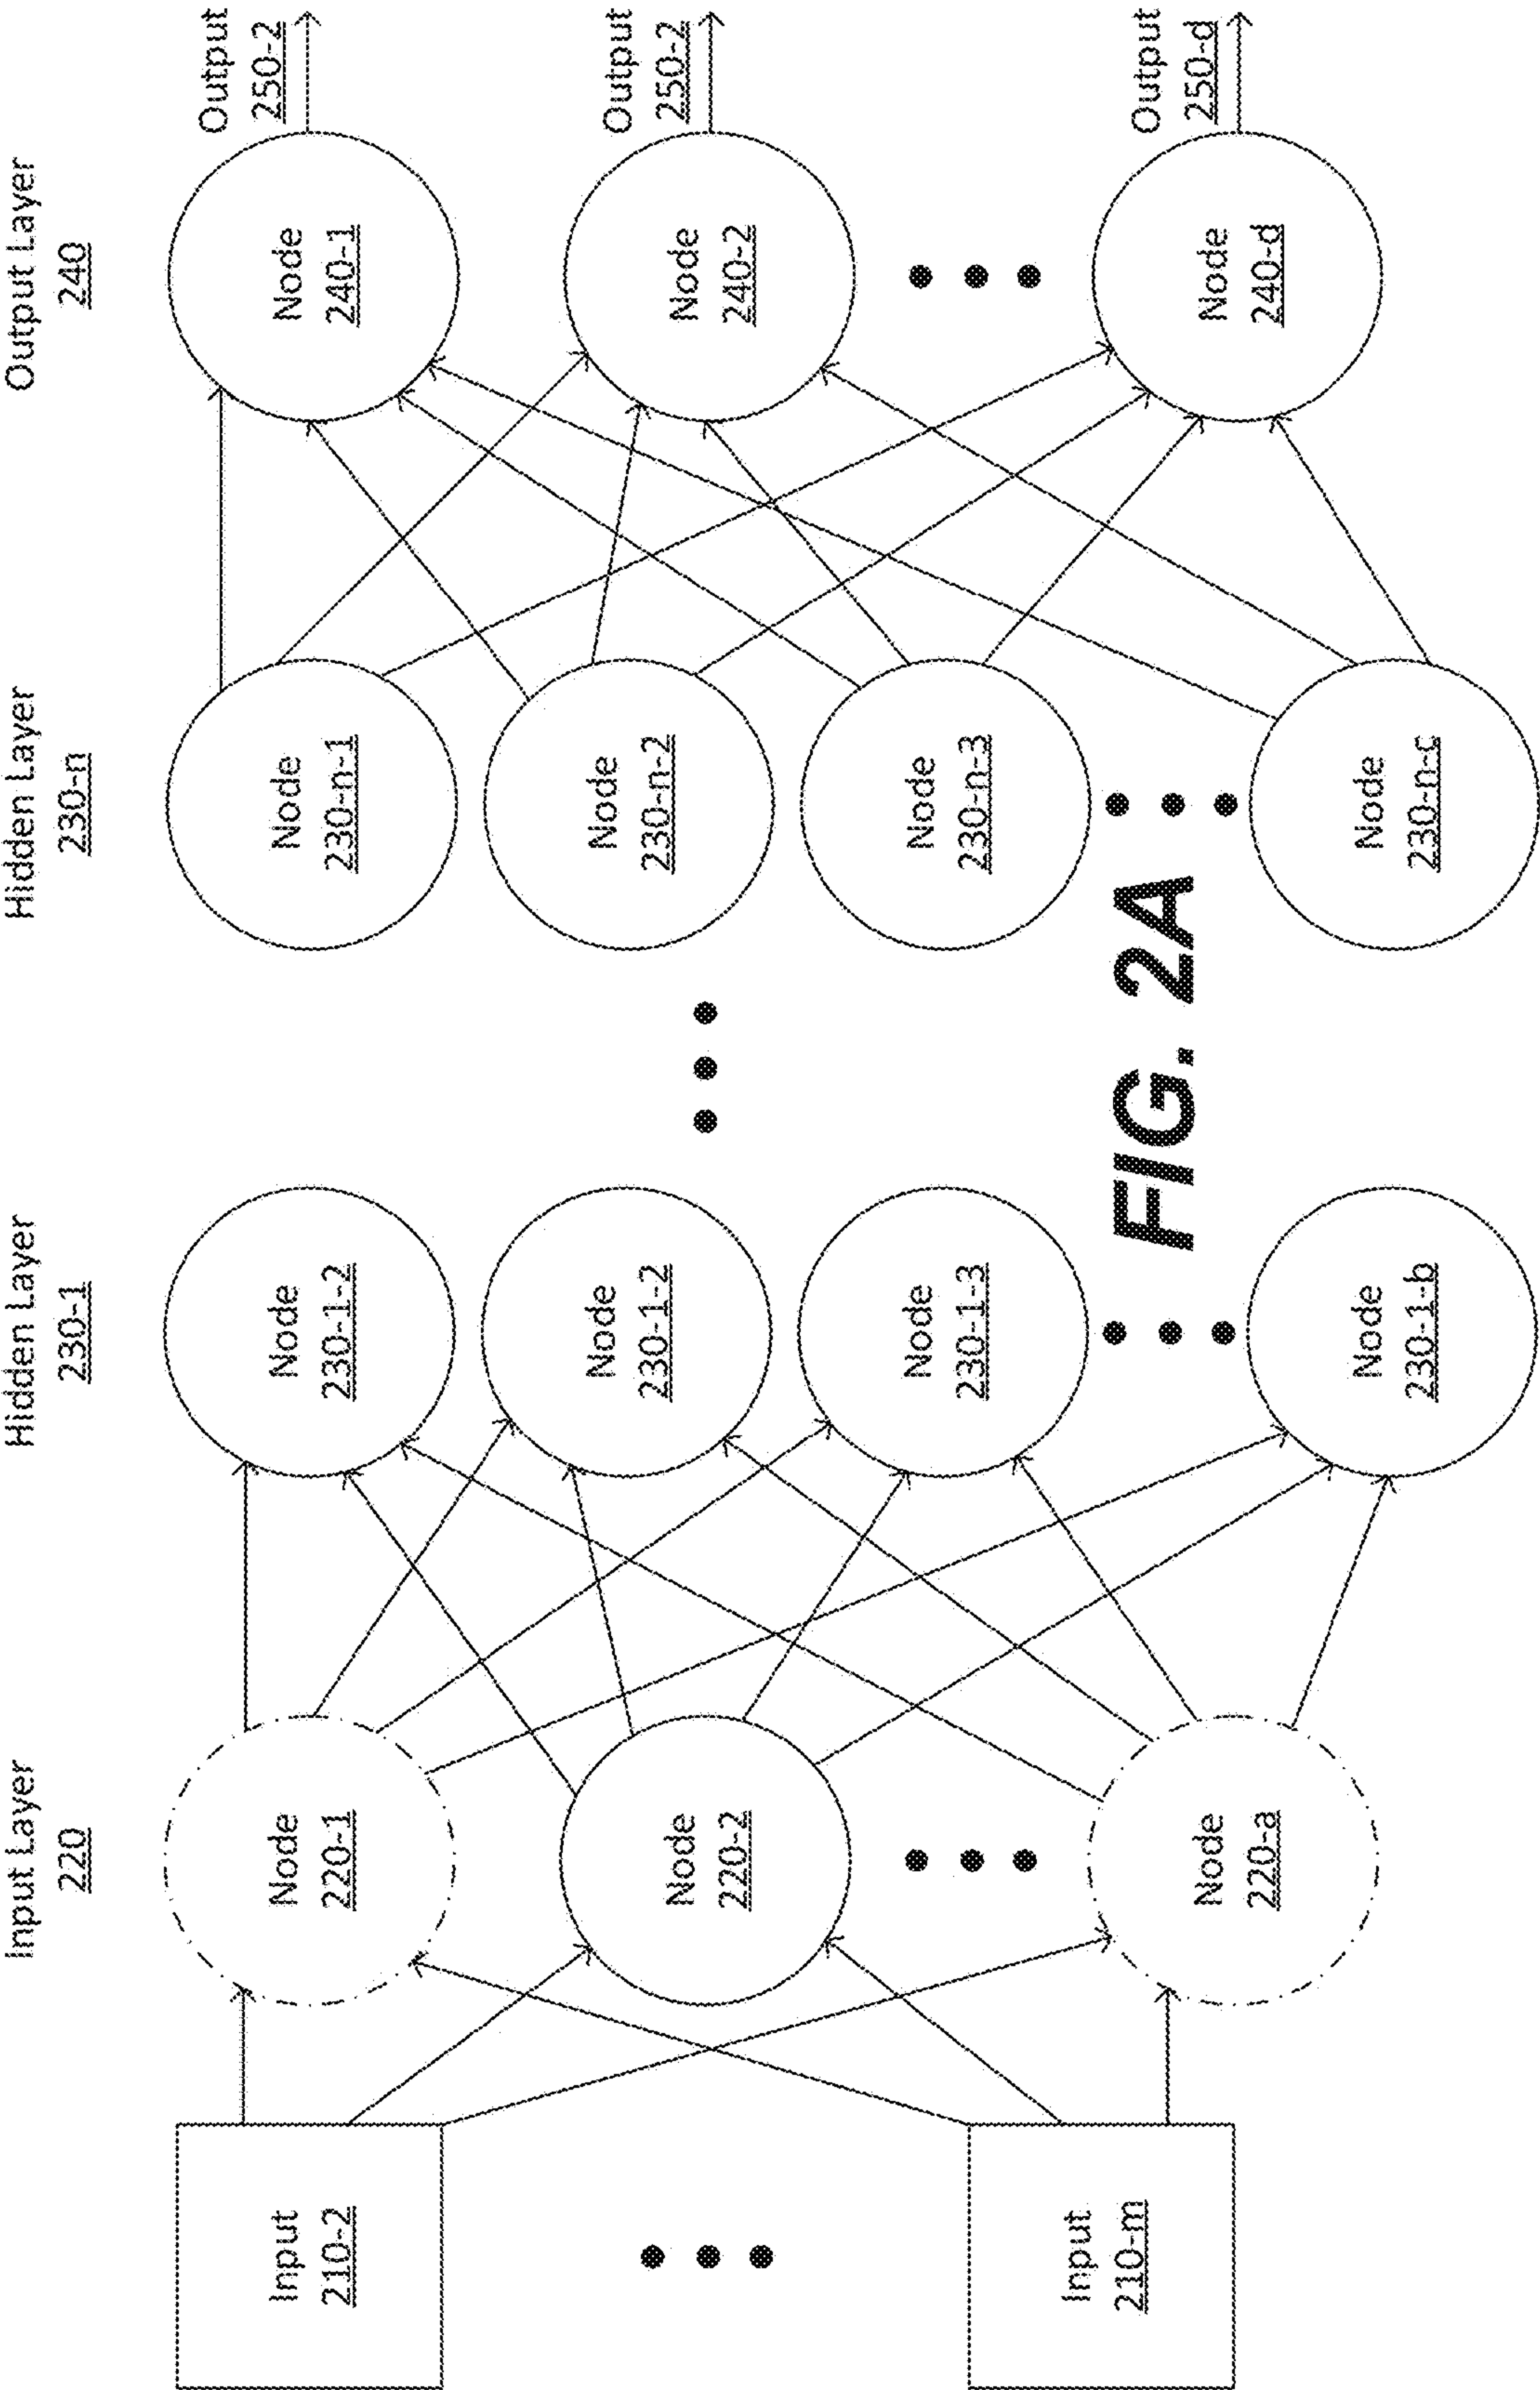 Input Layer
220
Hidden Layer
230-1
Hidden Layer
230-n
Output Layer
240
Input
210-2
Input
210-m
Node
220-1
Node
220-2
Node
220-a
Node
230-1-2
Node
230-1-2
Node
230-1-3
Node
230-1-b
Node
230-n-1
Node
230-n-2
Node
230-n-3
Node
230-n-c
Node
240-1
Node
240-2
Node
240-d
Output
250-2
Output
250-2
Output
250-d
FIG. 2A